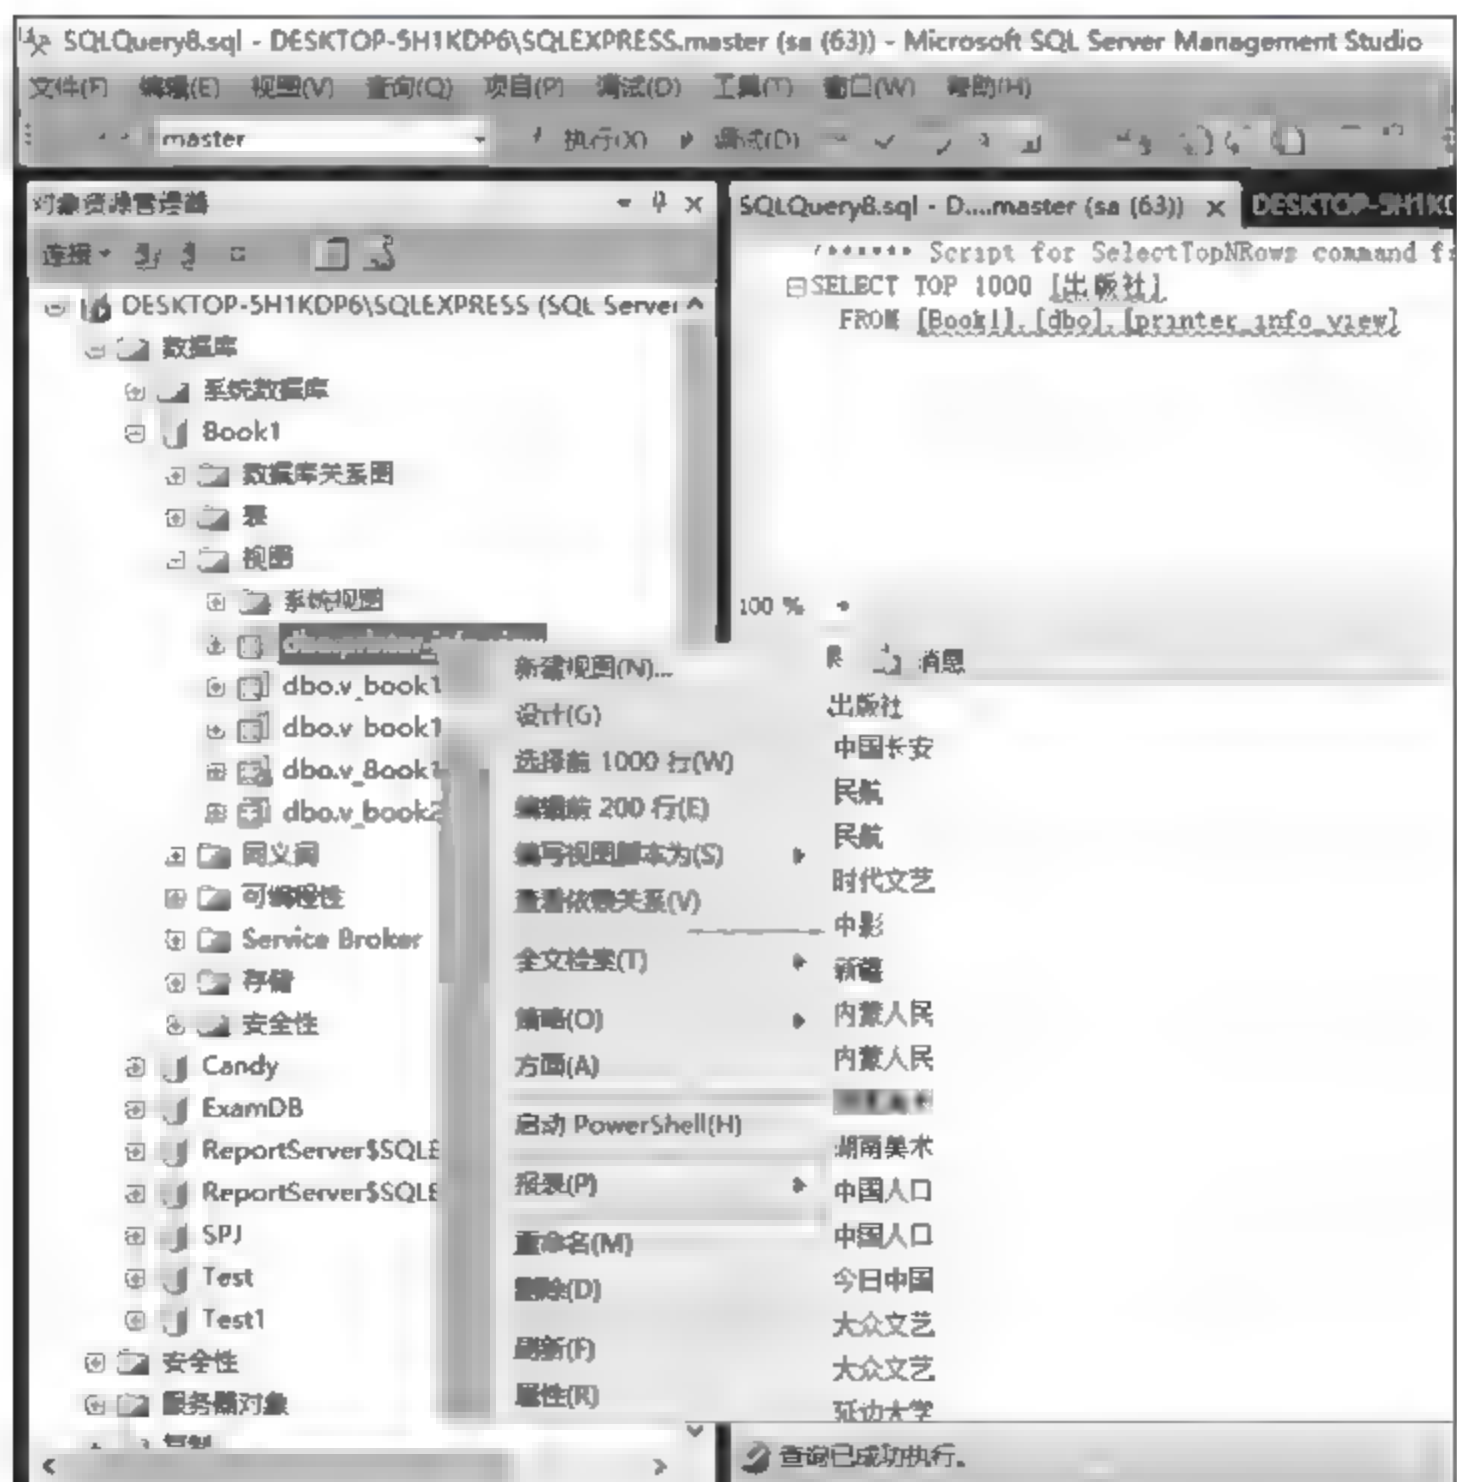 SQLQuery8.sql - DESKTOP-5H1KDP6\SQLEXPRESS.master (sa (63)) - Microsoft SQL Server Management Studio
文件(F) 编辑(E) 视图(V) 查询(Q) 项目(P) 调试(D) 工具(T) 窗口(W) 帮助(H)
master 执行(X) 调试(D)
对象资源管理器
连接
DESKTOP-5H1KDP6\SQLEXPRESS (SQL Server
数据库
系统数据库
Book1
数据库关系图
表
视图
系统视图
dbo.printer_info_view
dbo.v_book1
dbo.v_book1
dbo.v_Book1
dbo.v_book2
同义词
可编程性
Service Broker
存储
安全性
Candy
ExamDB
ReportServer$SQLE
ReportServer$SQLE
SPJ
Test
Test1
安全性
服务器对象
复制
新建视图(N)...
设计(G)
选择前 1000 行(W)
编辑前 200 行(E)
编写视图脚本为(S)
查看依赖关系(V)
全文检索(T)
策略(O)
方面(A)
启动 PowerShell(H)
报表(P)
重命名(M)
删除(D)
刷新(F)
属性(R)
SQLQuery8.sql - D....master (sa (63)) × DESKTOP-5H1K
/****** Script for SelectTopNRows command f
SELECT TOP 1000 [出版社]
FROM [Book1].[dbo].[printer_info_view]
100 %
消息
出版社
中国长安
民航
民航
时代文艺
中影
新疆
内蒙人民
内蒙人民
湖南美术
中国人口
中国人口
今日中国
大众文艺
大众文艺
延边大学
查询已成功执行。